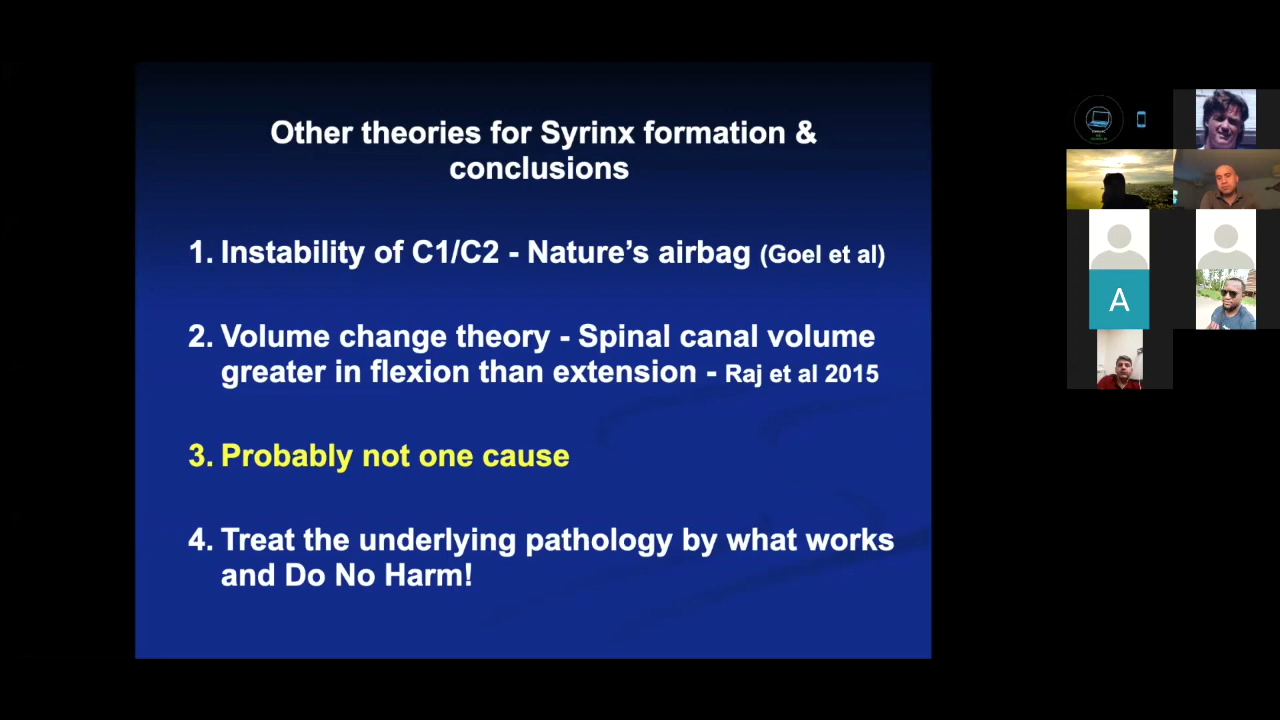 Other theories for Syrinx formation &
conclusions
1. Instability of C1/C2 - Nature's airbag (Goel et al)
2. Volume change theory - Spinal canal volume
greater in flexion than extension - Raj et al 2015
3. Probably not one cause
4. Treat the underlying pathology by what works
and Do No Harm!
A